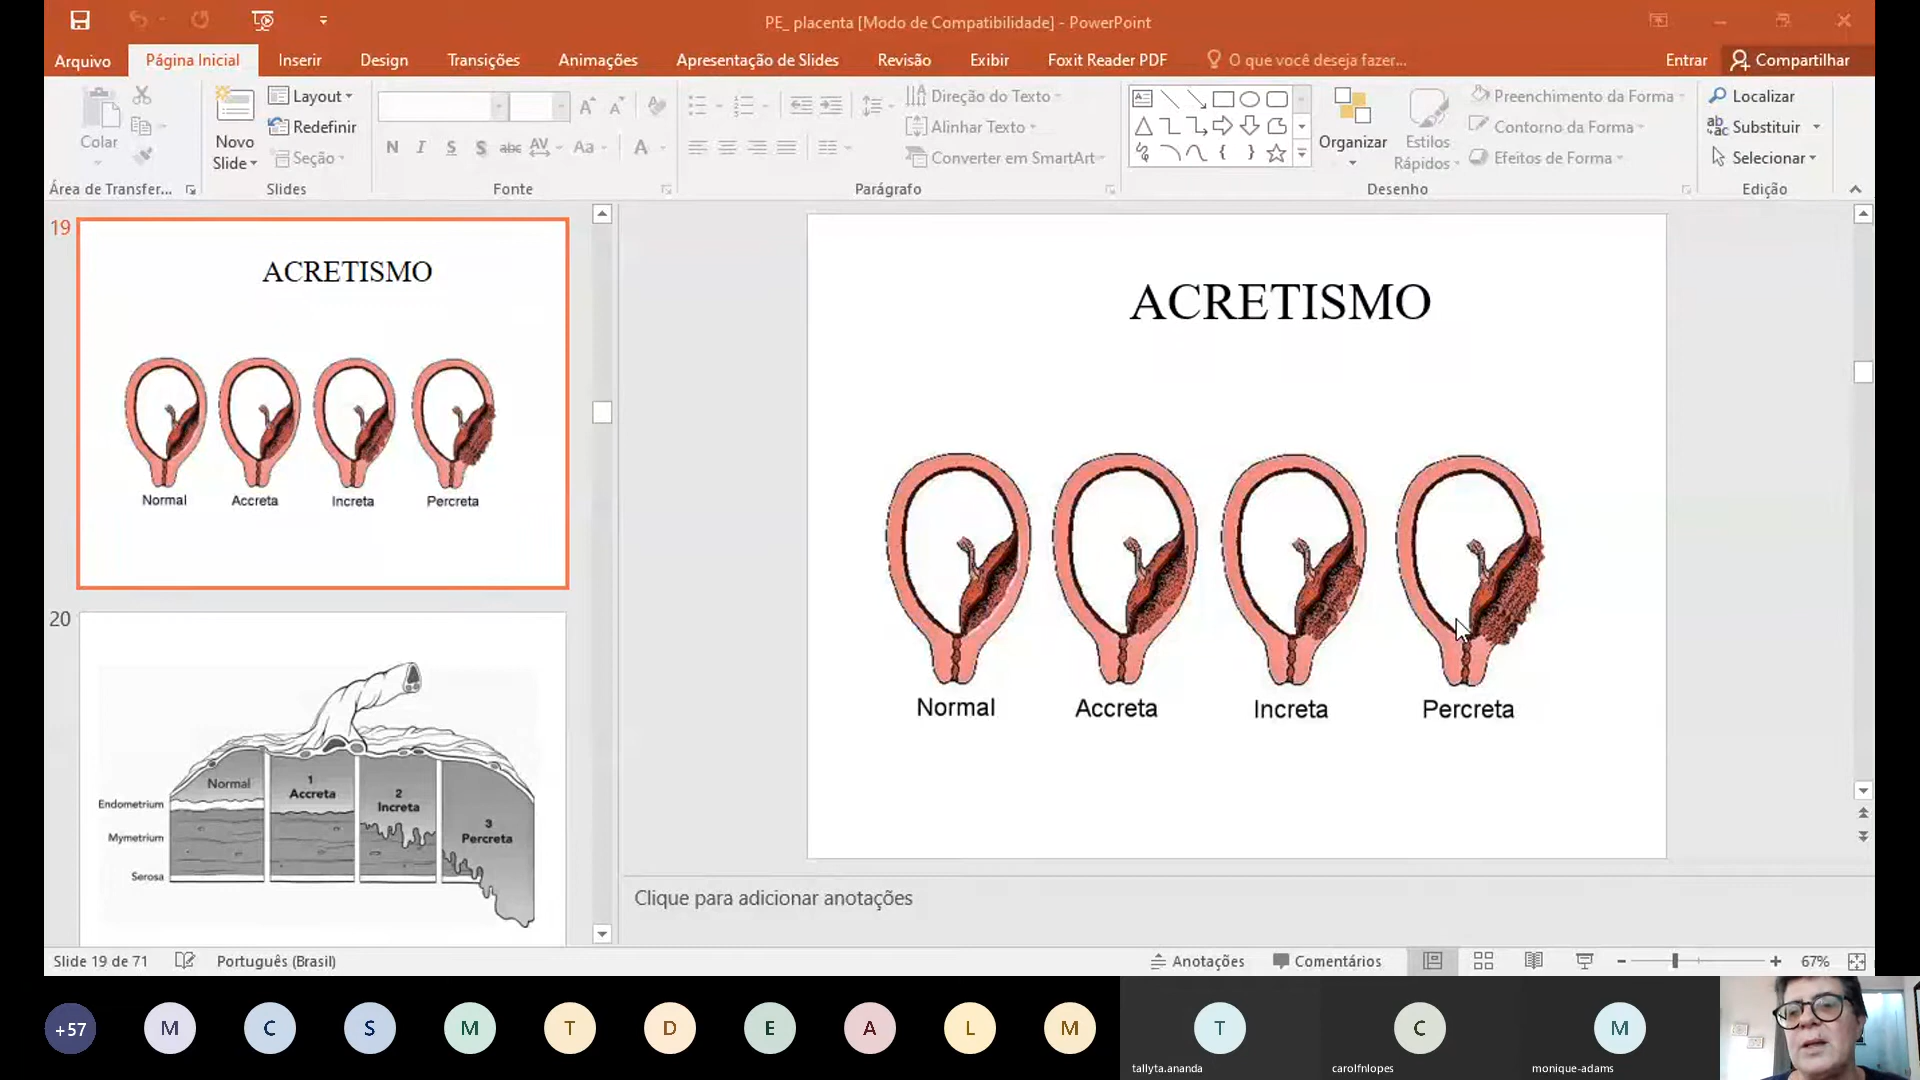 PE_ placenta [Modo de Compatibilidade] - PowerPoint
Arquivo
Página Inicial
Inserir
Design
Transições
Animações
Apresentação de Slides
Revisão
Exibir
Foxit Reader PDF
O que você deseja fazer...
Entrar
Compartilhar
Colar
Novo
Slide
Layout
Redefinir
Seção
N I S S abc AV Aa A
Direção do Texto
Alinhar Texto
Converter em SmartArt
Organizar
Estilos
Rápidos
Preenchimento da Forma
Contorno da Forma
Efeitos de Forma
Localizar
Substituir
Selecionar
Área de Transfer...
Slides
Fonte
Parágrafo
Desenho
Edição
19
ACRETISMO
Normal Accreta Increta Percreta
20
Normal
1
Accreta
2
Increta
3
Percreta
Endometrium
Mymetrium
Serosa
ACRETISMO
Normal Accreta Increta Percreta
Clique para adicionar anotações
Slide 19 de 71
Português (Brasil)
Anotações
Comentários
67%
+57 M C S M T D E A L M T C M
tallyta.ananda
carolfnlopes
monique-adams